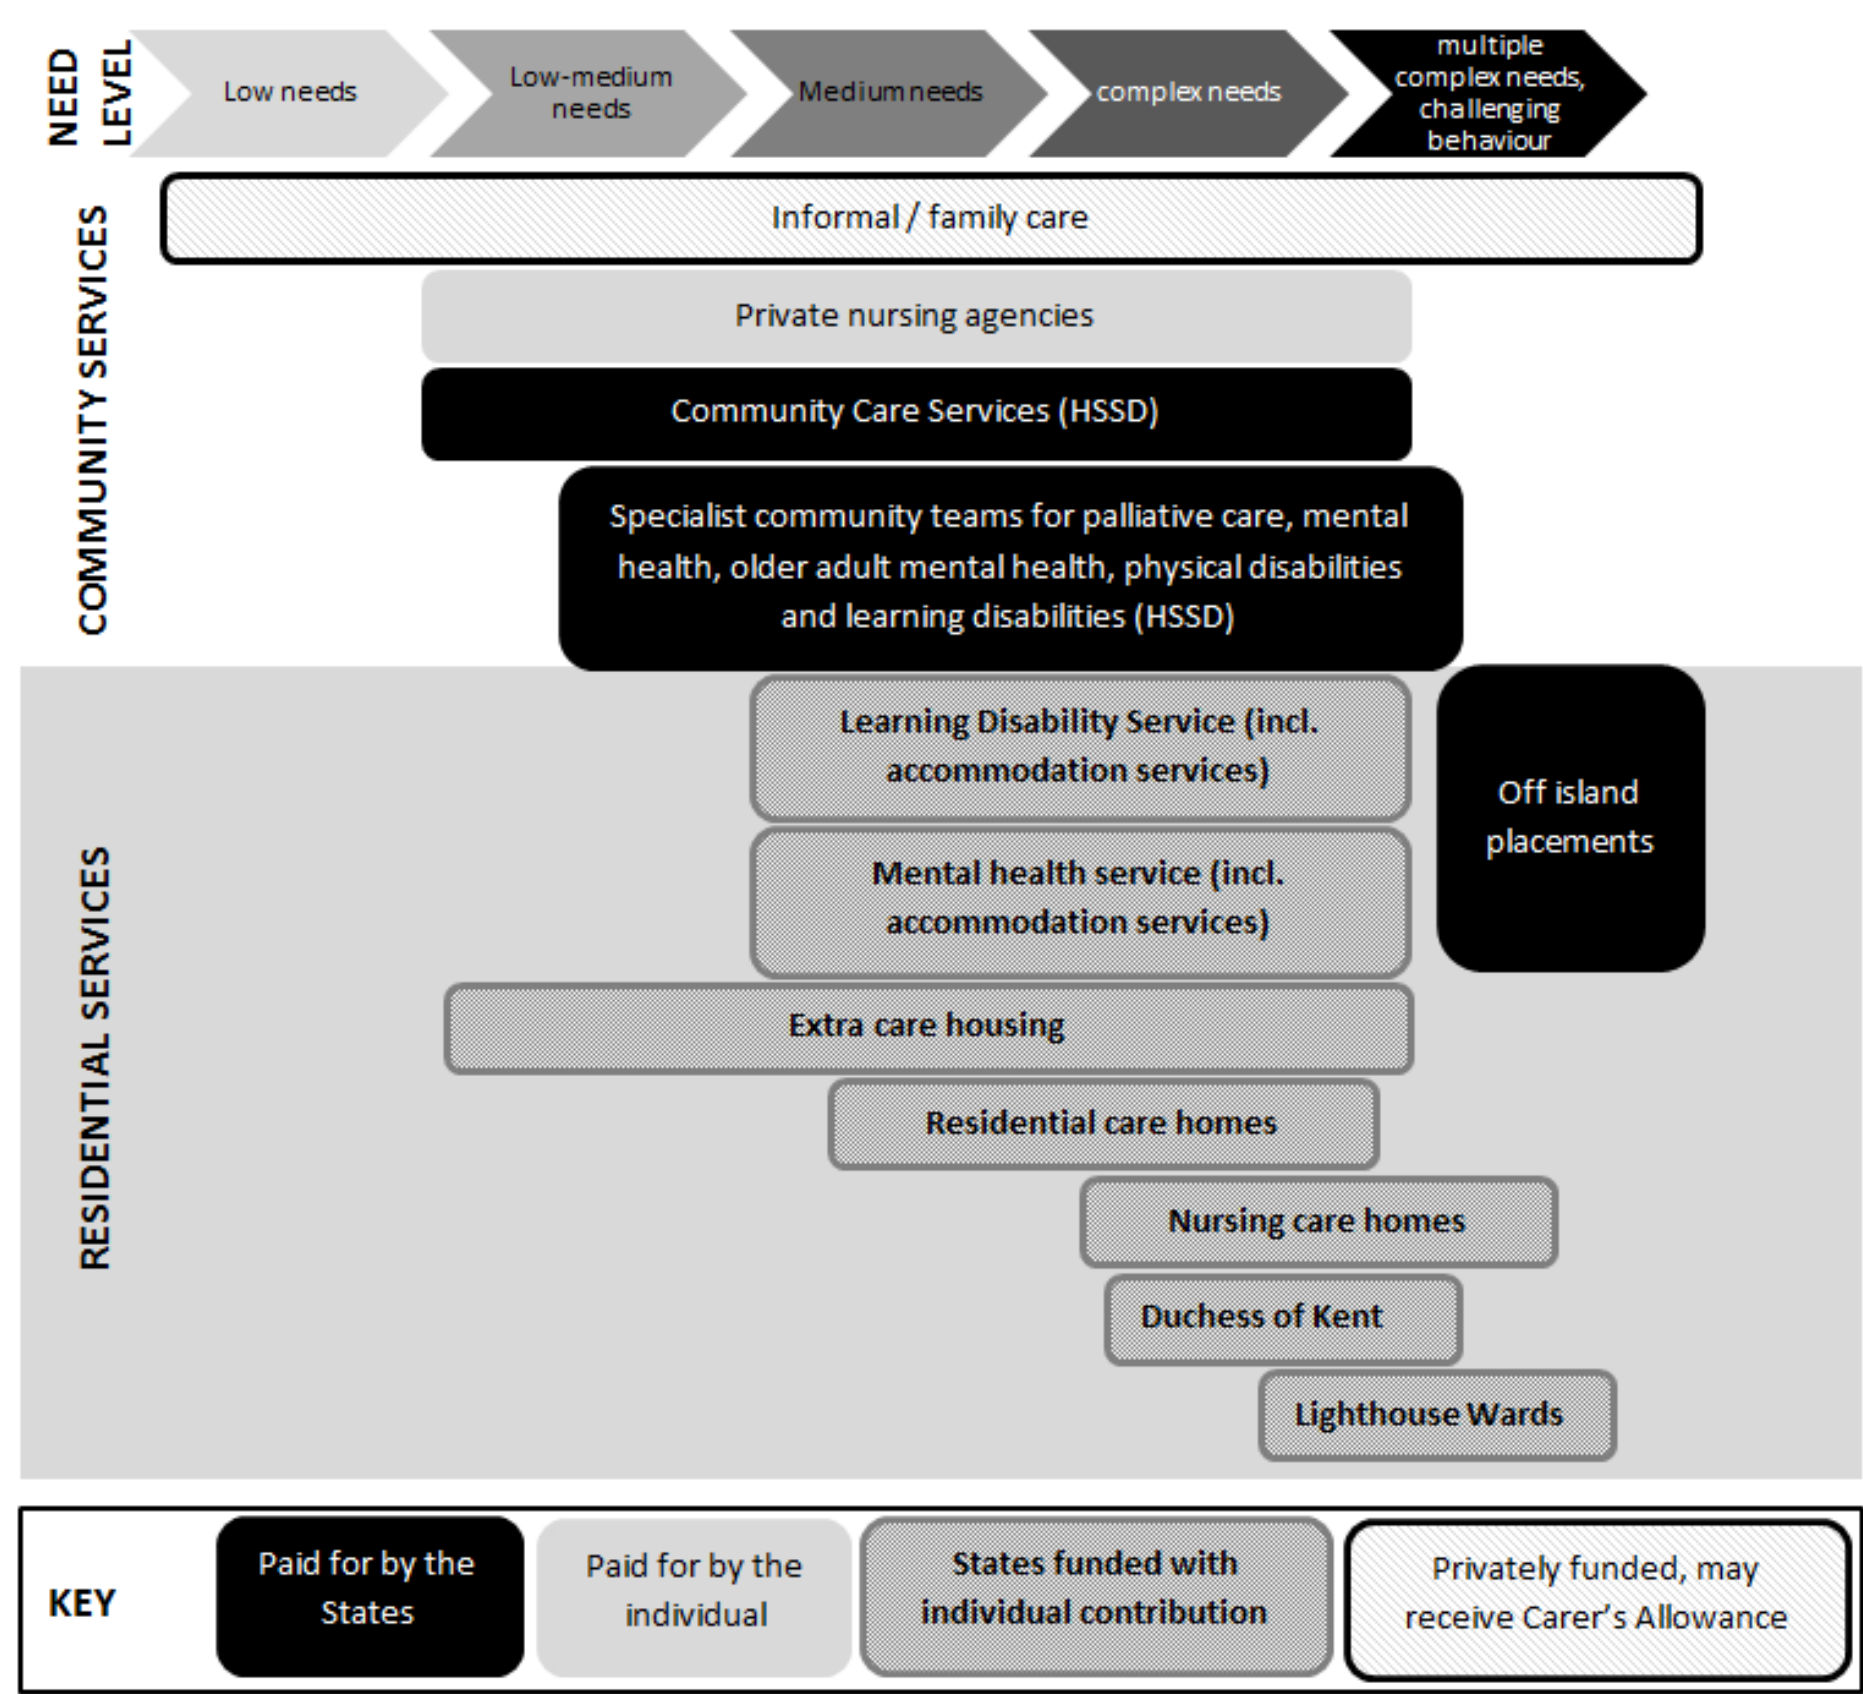 NEED
LEVEL
Low needs
Low-medium
needs
Medium needs
complex needs
multiple
complex needs,
challenging
behaviour
COMMUNITY SERVICES
Informal / family care
Private nursing agencies
Community Care Services (HSSD)
Specialist community teams for palliative care, mental
health, older adult mental health, physical disabilities
and learning disabilities (HSSD)
RESIDENTIAL SERVICES
Learning Disability Service (incl.
accommodation services)
Off island
placements
Mental health service (incl.
accommodation services)
Extra care housing
Residential care homes
Nursing care homes
Duchess of Kent
Lighthouse Wards
KEY
Paid for by the
States
Paid for by the
individual
States funded with
individual contribution
Privately funded, may
receive Carer's Allowance